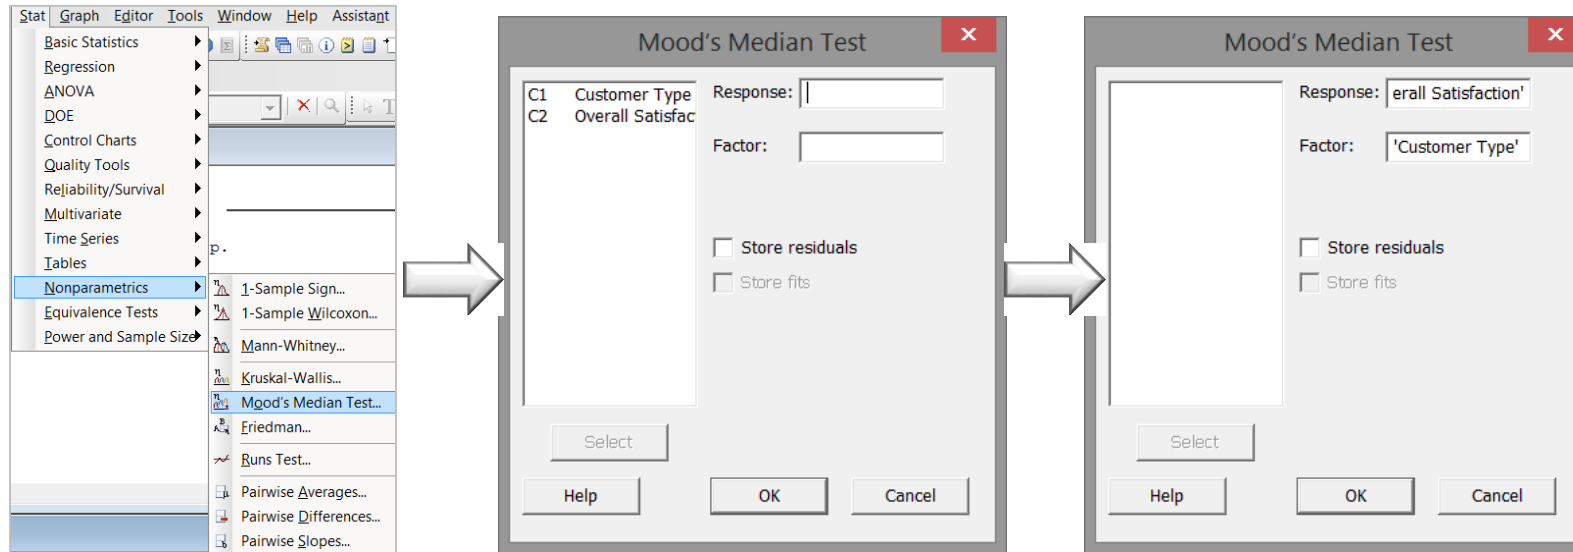 Stat Graph Editor Tools Window Help Assistant
Basic Statistics
Regression
ANOVA
DOE
Control Charts
Quality Tools
Reliability/Survival
Multivariate
Time Series
Tables
Nonparametrics
Equivalence Tests
Power and Sample Size
p.
1-Sample Sign...
1-Sample Wilcoxon...
Mann-Whitney...
Kruskal-Wallis...
Mood's Median Test...
Friedman...
Runs Test...
Pairwise Averages...
Pairwise Differences...
Pairwise Slopes...
Mood's Median Test
C1 Customer Type
C2 Overall Satisfac
Response:
Factor:
Store residuals
Store fits
Select
Help OK Cancel
Mood's Median Test
Response: erall Satisfaction'
Factor: 'Customer Type'
Store residuals
Store fits
Select
Help OK Cancel